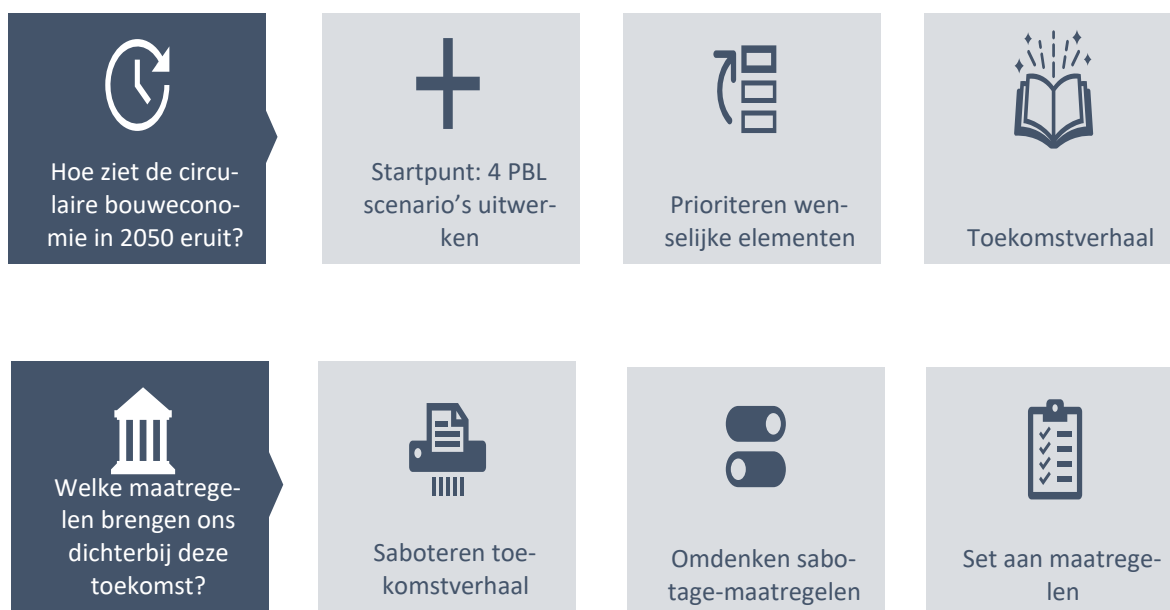 Hoe ziet de circu-
laire bouwecono-
mie in 2050 eruit?
Startpunt: 4 PBL
scenario's uitwer-
ken
Prioriteren wen-
selijke elementen
Toekomstverhaal
Welke maatrege-
len brengen ons
dichterbij deze
toekomst?
Saboteren toe-
komstverhaal
Omdenken sabo-
tage-maatregelen
Set aan maatrege-
len